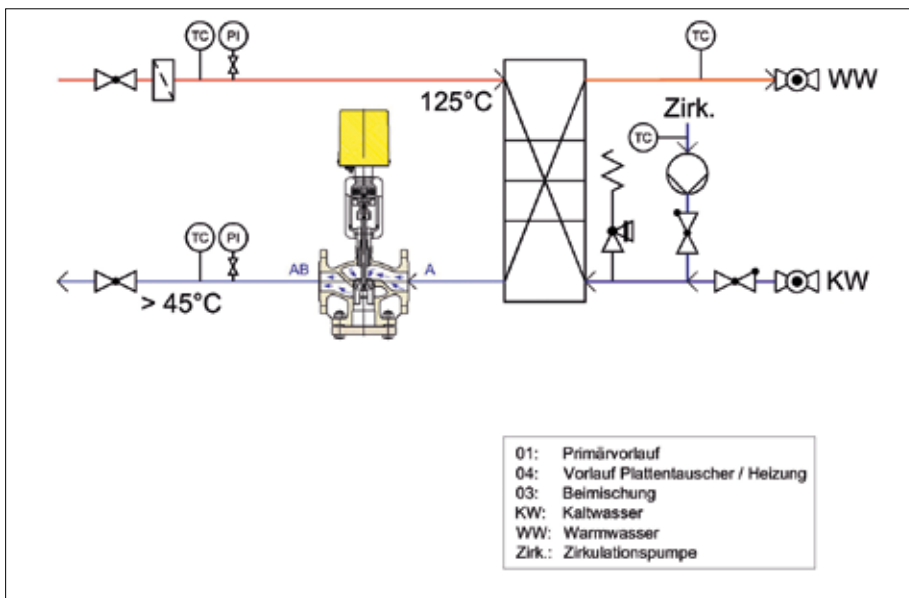 TC
PI
TC
125°C
WW
Zirk.
TC
TC
PI
AB
A
> 45°C
KW
01: Primärvorlauf
04: Vorlauf Plattentauscher / Heizung
03: Beimischung
KW: Kaltwasser
WW: Warmwasser
Zirk.: Zirkulationspumpe